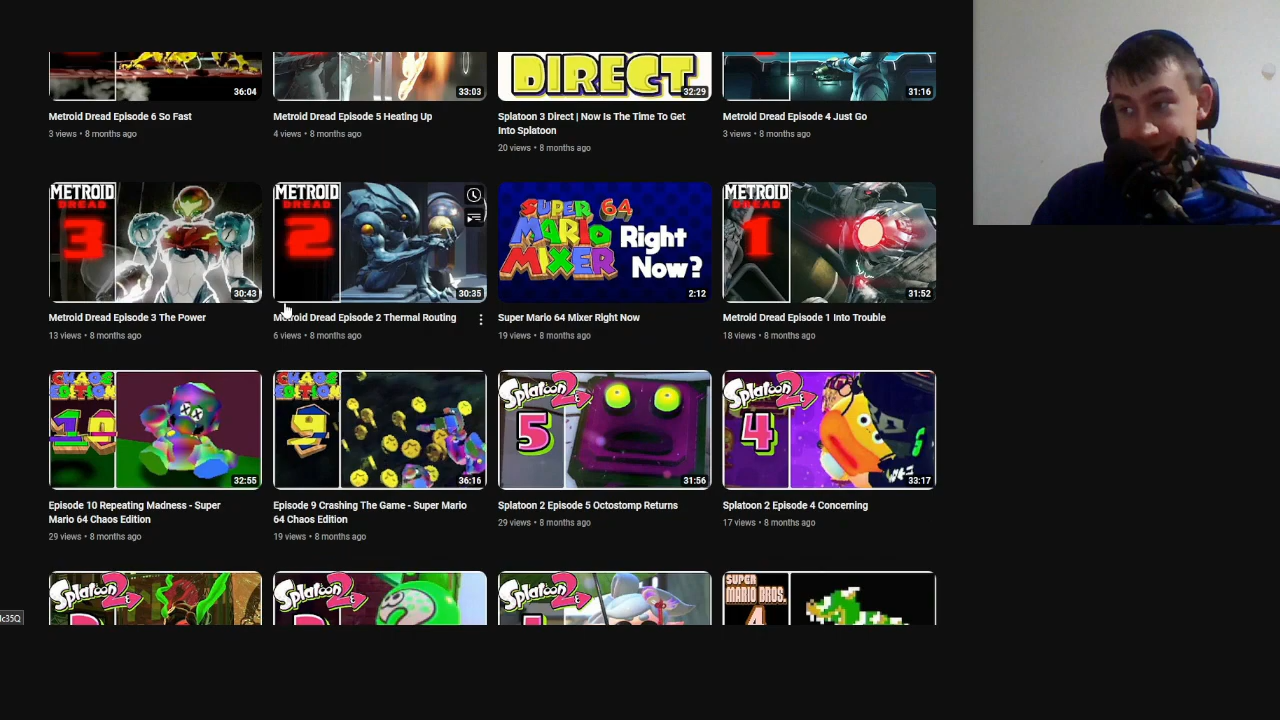 DIRECT
36:04
33:03
32:29
31:16
Metroid Dread Episode 6 So Fast
3 views • 8 months ago
Metroid Dread Episode 5 Heating Up
4 views • 8 months ago
Splatoon 3 Direct | Now Is The Time To Get
Into Splatoon
20 views • 8 months ago
Metroid Dread Episode 4 Just Go
3 views • 8 months ago
METROID
DREAD
3
30:43
METROID
DREAD
2
30:35
SUPER 64
MARIO
MIXER
Right
Now?
2:12
METROID
DREAD
1
31:52
Metroid Dread Episode 3 The Power
13 views • 8 months ago
Metroid Dread Episode 2 Thermal Routing
6 views • 8 months ago
Super Mario 64 Mixer Right Now
19 views • 8 months ago
Metroid Dread Episode 1 Into Trouble
18 views • 8 months ago
CHAOS
EDITION
10
32:55
CHAOS
EDITION
9
36:16
Splatoon 2
5
31:56
Splatoon 2
4
33:17
Episode 10 Repeating Madness - Super
Mario 64 Chaos Edition
29 views • 8 months ago
Episode 9 Crashing The Game - Super Mario
64 Chaos Edition
19 views • 8 months ago
Splatoon 2 Episode 5 Octostomp Returns
29 views • 8 months ago
Splatoon 2 Episode 4 Concerning
17 views • 8 months ago
Splatoon 2
Splatoon 2
Splatoon 2
SUPER
MARIO BROS.
4